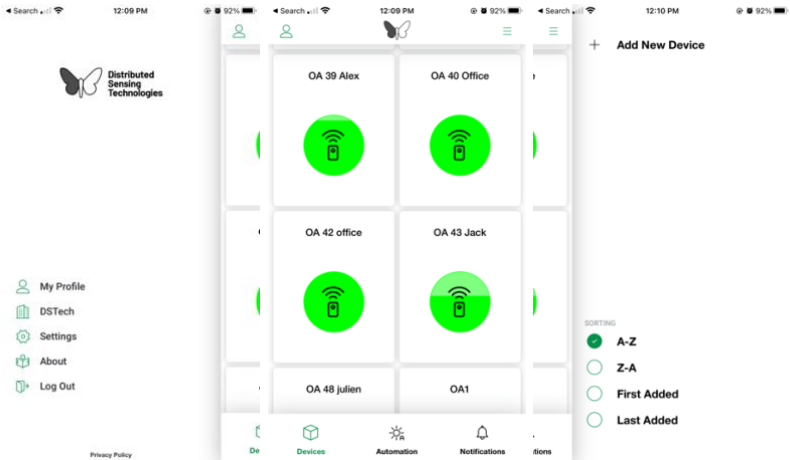 Search
12:09 PM
92%
Distributed
Sensing
Technologies
My Profile
DSTech
Settings
About
Log Out
Privacy Policy
De
Search
12:09 PM
92%
OA 39 Alex
OA 40 Office
OA 42 office
OA 43 Jack
OA 48 julien
OA1
Devices
Automation
Notifications
Search
12:10 PM
92%
e
Add New Device
SORTING
A-Z
Z-A
First Added
Last Added
tions